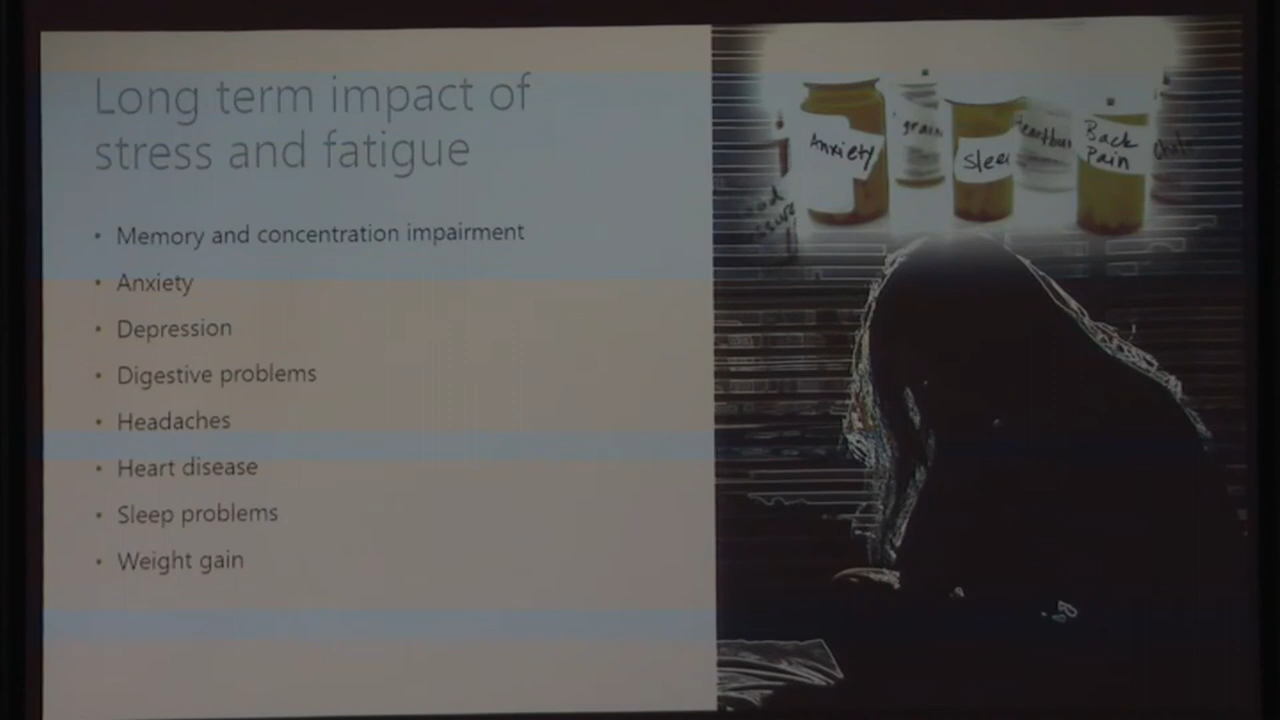 Long term impact of
stress and fatigue
• Memory and concentration impairment
• Anxiety
• Depression
• Digestive problems
• Headaches
• Heart disease
• Sleep problems
• Weight gain
Anxiety
Back
Pain